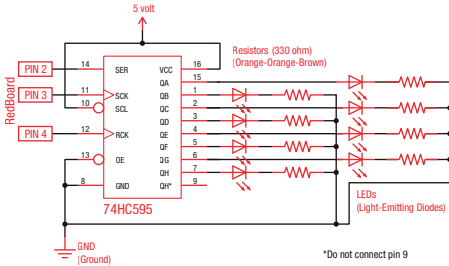 5 volt
Resistors (330 ohm)
(Orange-Orange-Brown)
RedBoard
PIN 2
PIN 3
PIN 4
14
11
10
12
13
8
SER
SCK
SCL
RCK
OE
GND
VCC
QA
QB
QC
QD
QE
QF
QG
QH
QH*
16
15
1
2
3
4
5
6
7
9
74HC595
LEDs
(Light-Emitting Diodes)
GND
(Ground)
*Do not connect pin 9